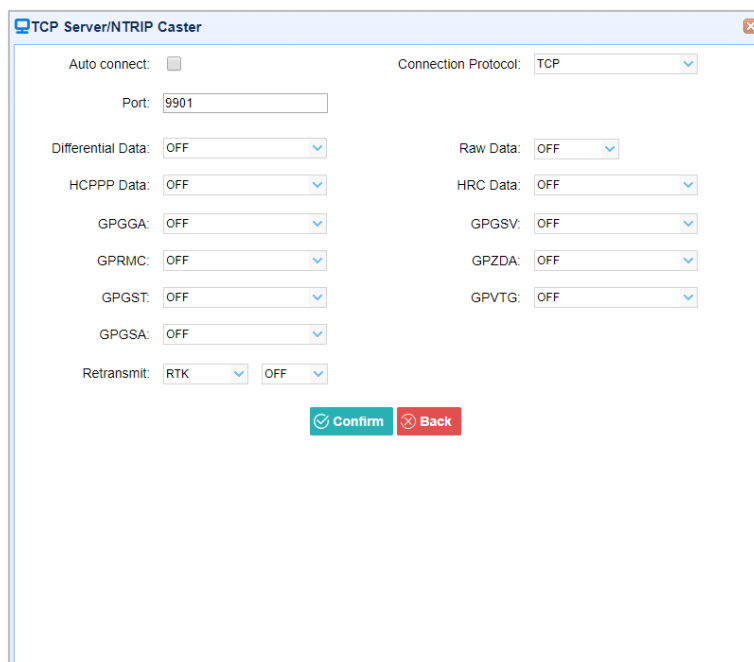 TCP Server/NTRIP Caster
Auto connect: Connection Protocol: TCP
Port: 9901
Differential Data: OFF Raw Data: OFF
HCPPP Data: OFF HRC Data: OFF
GPGGA: OFF GPGSV: OFF
GPRMC: OFF GPZDA: OFF
GPGST: OFF GPVTG: OFF
GPGSA: OFF
Retransmit: RTK OFF
Confirm Back